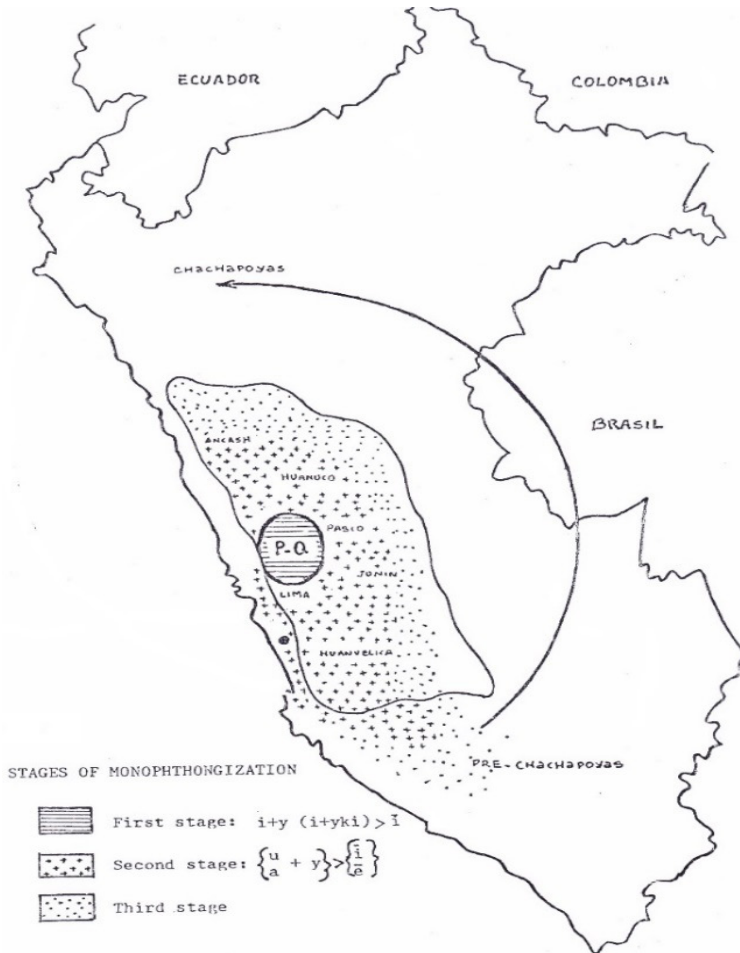 ECUADOR
COLOMBIA
CHACHAPOYAS
BRASIL
ANCASH
HUANUCO
PASCO
P-Q.
JUNIN
LIMA
HUANVELICA
PRE-CHACHAPOYAS
STAGES OF MONOPHTHONGIZATION
First stage: i+y (i+yki) > ī
Second stage: {u a + y} > {ī ē}
Third stage